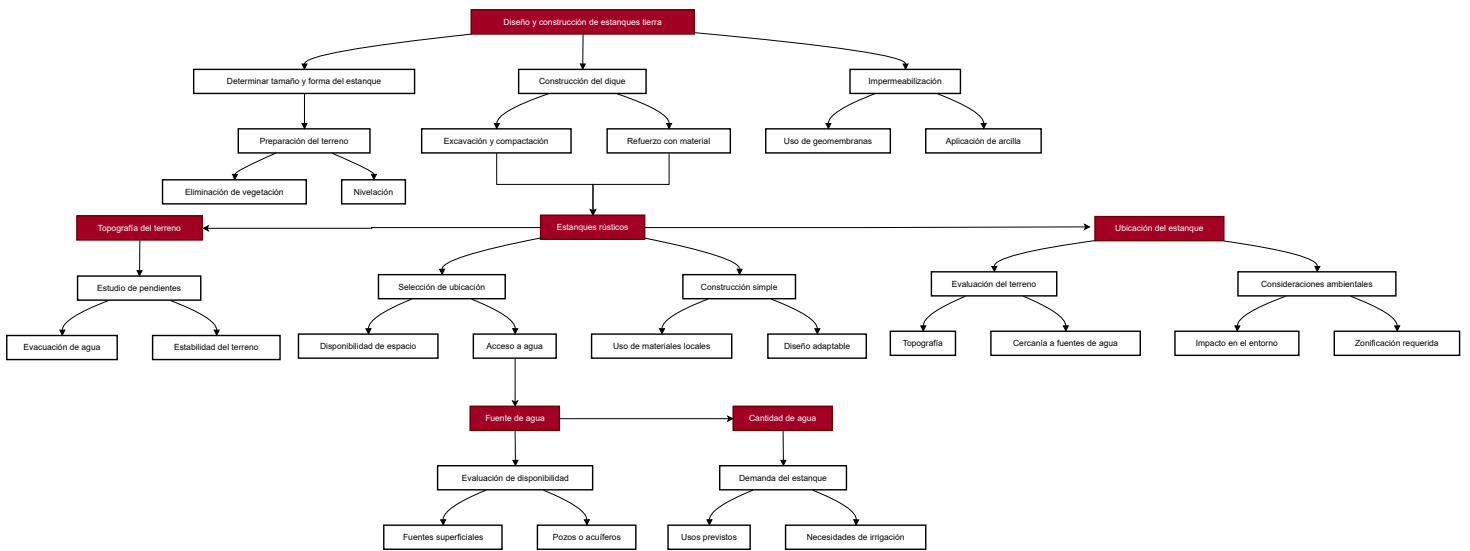 Diseño y construcción de estanques tierra
Determinar tamaño y forma del estanque
Construcción del dique
Impermeabilización
Preparación del terreno
Excavación y compactación
Refuerzo con material
Uso de geomembranas
Aplicación de arcilla
Eliminación de vegetación
Nivelación
Topografía del terreno
Estanques rústicos
Ubicación del estanque
Estudio de pendientes
Selección de ubicación
Construcción simple
Evaluación del terreno
Consideraciones ambientales
Evacuación de agua
Estabilidad del terreno
Disponibilidad de espacio
Acceso a agua
Uso de materiales locales
Diseño adaptable
Topografía
Cercanía a fuentes de agua
Impacto en el entorno
Zonificación requerida
Fuente de agua
Cantidad de agua
Evaluación de disponibilidad
Demanda del estanque
Fuentes superficiales
Pozos o acuíferos
Usos previstos
Necesidades de irrigación